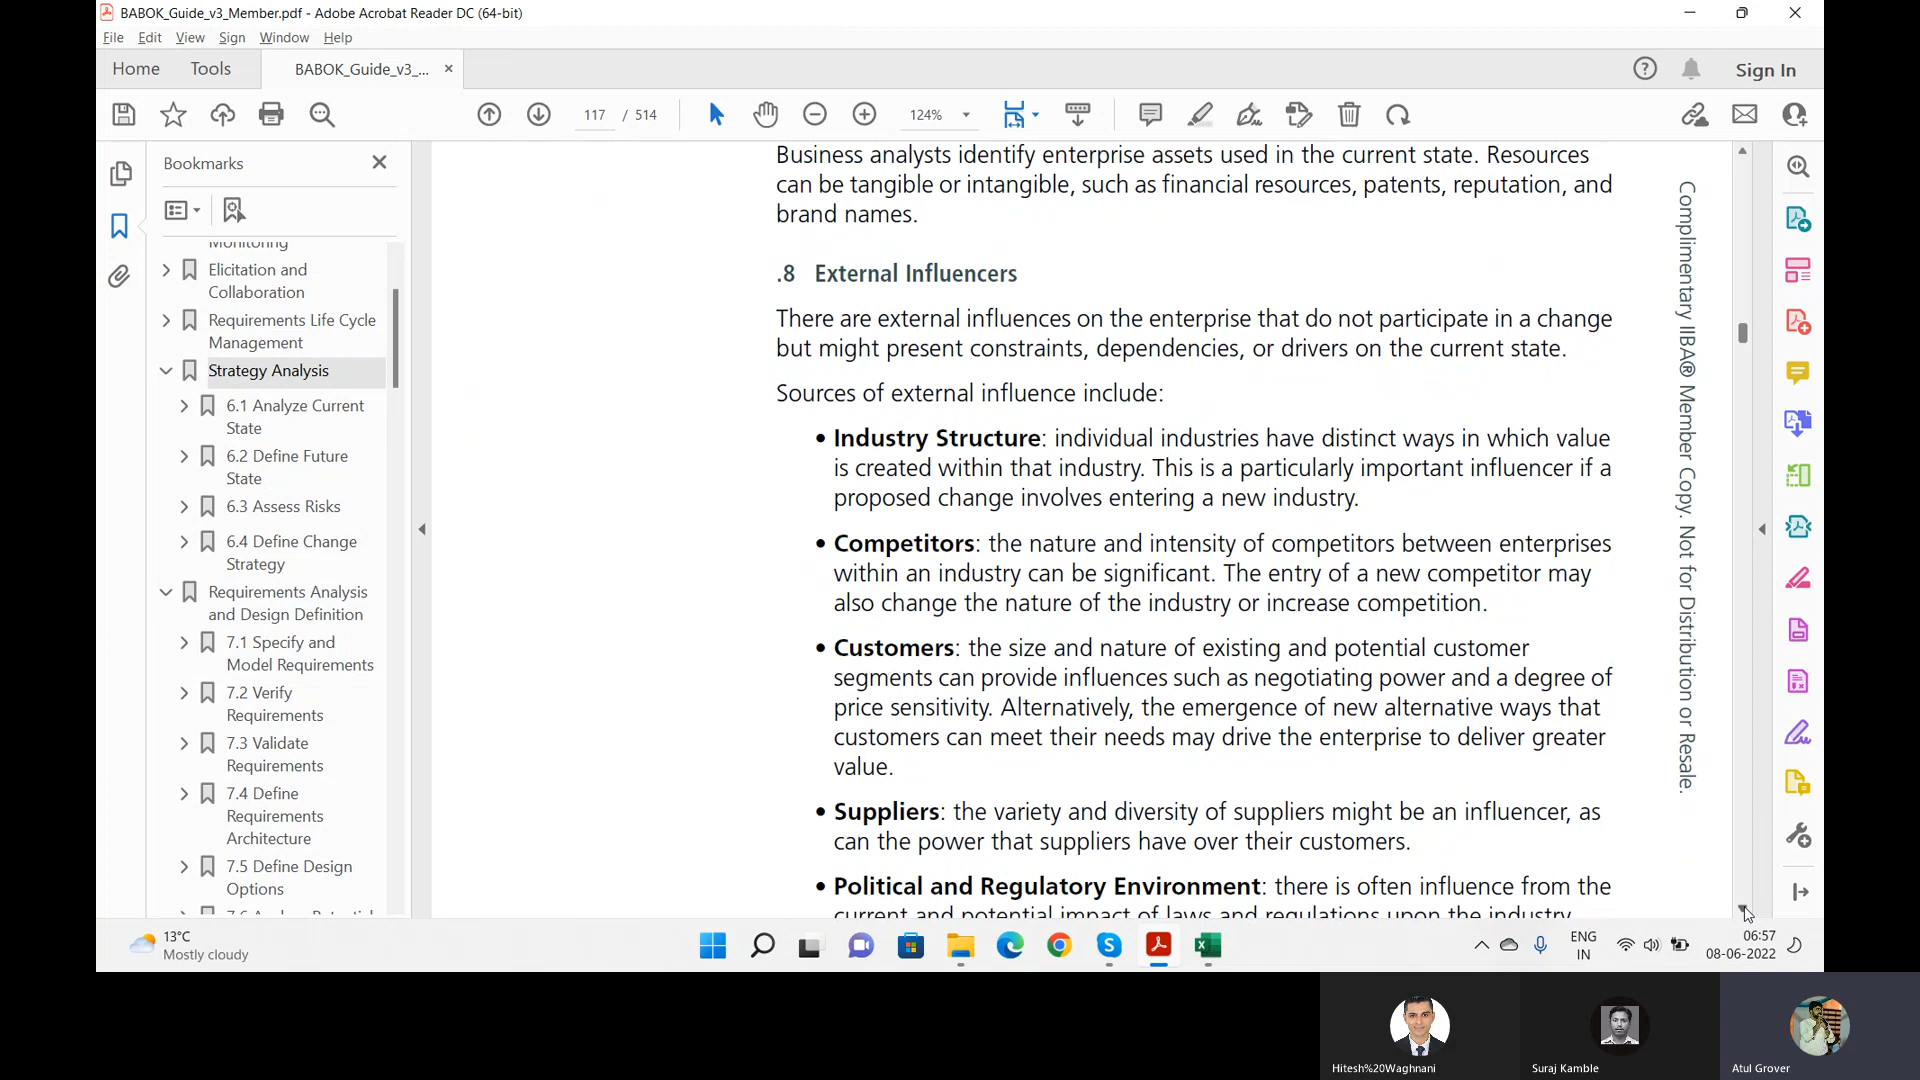 BABOK_Guide_v3_Member.pdf - Adobe Acrobat Reader DC (64-bit)
File Edit View Sign Window Help
Home Tools BABOK_Guide_v3_... × Sign In
117 / 514 124%
Bookmarks
Monitoring
Elicitation and
Collaboration
Requirements Life Cycle
Management
Strategy Analysis
6.1 Analyze Current
State
6.2 Define Future
State
6.3 Assess Risks
6.4 Define Change
Strategy
Requirements Analysis
and Design Definition
7.1 Specify and
Model Requirements
7.2 Verify
Requirements
7.3 Validate
Requirements
7.4 Define
Requirements
Architecture
7.5 Define Design
Options
Business analysts identify enterprise assets used in the current state. Resources
can be tangible or intangible, such as financial resources, patents, reputation, and
brand names.
.8 External Influencers
There are external influences on the enterprise that do not participate in a change
but might present constraints, dependencies, or drivers on the current state.
Sources of external influence include:
• Industry Structure: individual industries have distinct ways in which value
is created within that industry. This is a particularly important influencer if a
proposed change involves entering a new industry.
• Competitors: the nature and intensity of competitors between enterprises
within an industry can be significant. The entry of a new competitor may
also change the nature of the industry or increase competition.
• Customers: the size and nature of existing and potential customer
segments can provide influences such as negotiating power and a degree of
price sensitivity. Alternatively, the emergence of new alternative ways that
customers can meet their needs may drive the enterprise to deliver greater
value.
• Suppliers: the variety and diversity of suppliers might be an influencer, as
can the power that suppliers have over their customers.
• Political and Regulatory Environment: there is often influence from the
current and potential impact of laws and regulations upon the industry.
Complimentary IIBA® Member Copy. Not for Distribution or Resale.
13°C
Mostly cloudy
ENG
IN
06:57
08-06-2022
Hitesh%20Waghnani
Suraj Kamble
Atul Grover